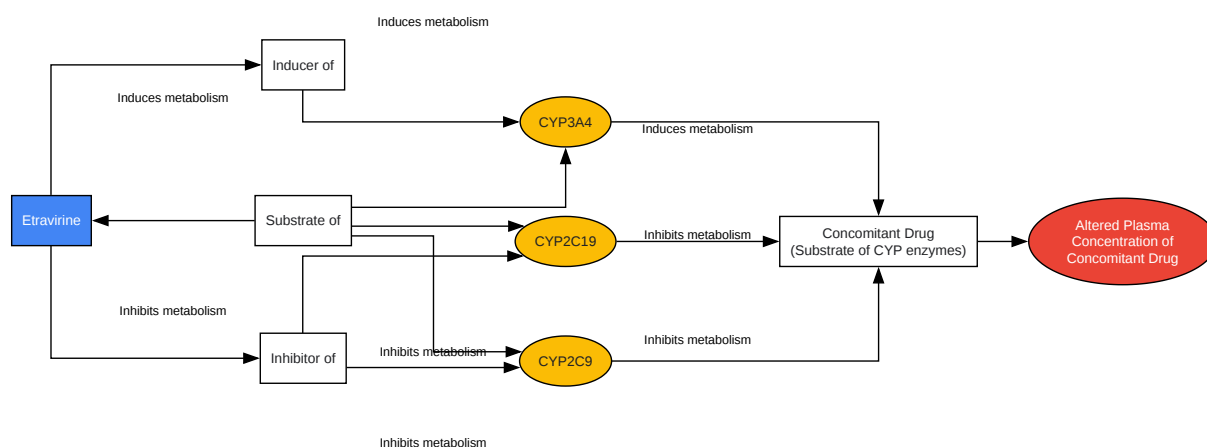 Induces metabolism
Inducer of
Induces metabolism
CYP3A4
Induces metabolism
Etravirine
Substrate of
CYP2C19
Inhibits metabolism
Concomitant Drug
(Substrate of CYP enzymes)
Altered Plasma
Concentration of
Concomitant Drug
Inhibits metabolism
Inhibitor of
Inhibits metabolism
CYP2C9
Inhibits metabolism
Inhibits metabolism